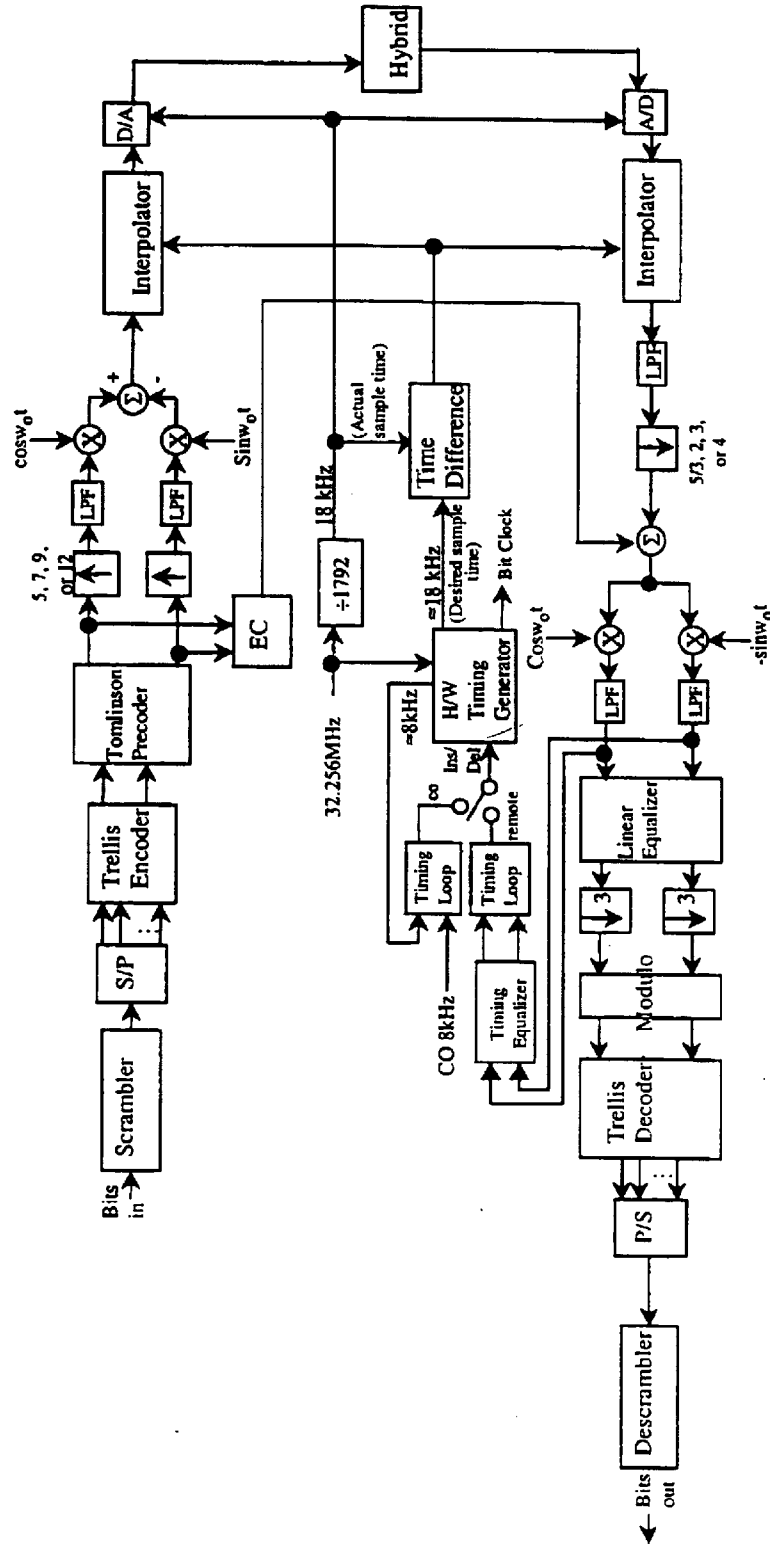 Bits
in
Scrambler
S/P
Trellis
Encoder
Tomlinson
Precoder
EC
5, 7, 9,
or 12
LPF
LPF
cosw₀t
Sinw₀t
X
X
Σ
+
-
Interpolator
D/A
Hybrid
A/D
Interpolator
LPF
5/3, 2, 3,
or 4
Σ
32.256MHz
÷1792
18 kHz
(Actual
sample time)
Time
Difference
≈18 kHz
(Desired sample
time)
Bit Clock
H/W
Timing
Generator
≈8kHz
Ins/
Del
co
remote
Timing
Loop
Timing
Loop
CO 8kHz
Timing
Equalizer
Cosw₀t
-sinw₀t
X
X
LPF
LPF
Linear
Equalizer
3
3
Modulo
Trellis
Decoder
P/S
Descrambler
Bits
out